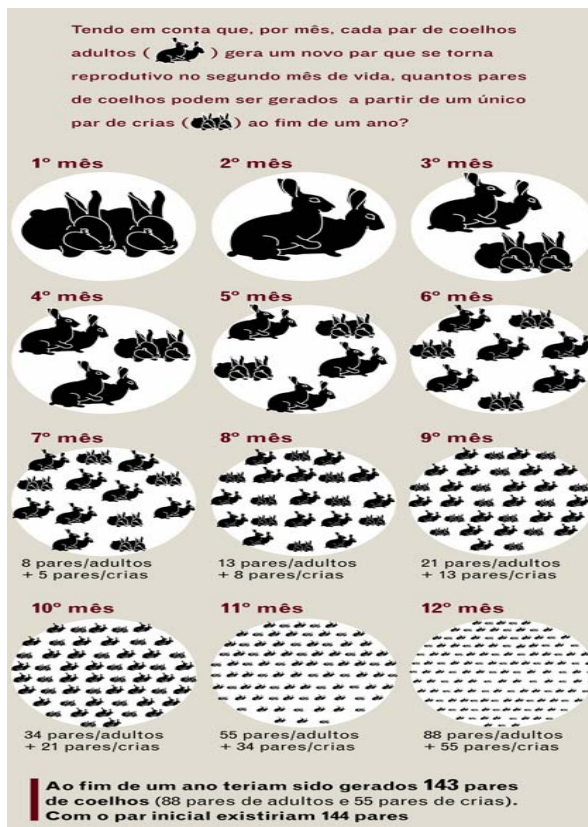 Tendo em conta que, por mês, cada par de coelhos
adultos ( ) gera um novo par que se torna
reprodutivo no segundo mês de vida, quantos pares
de coelhos podem ser gerados a partir de um único
par de crias ( ) ao fim de um ano?
1º mês
2º mês
3º mês
4º mês
5º mês
6º mês
7º mês
8º mês
9º mês
8 pares/adultos
+ 5 pares/crias
13 pares/adultos
+ 8 pares/crias
21 pares/adultos
+ 13 pares/crias
10º mês
11º mês
12º mês
34 pares/adultos
+ 21 pares/crias
55 pares/adultos
+ 34 pares/crias
88 pares/adultos
+ 55 pares/crias
Ao fim de um ano teriam sido gerados 143 pares
de coelhos (88 pares de adultos e 55 pares de crias).
Com o par inicial existiriam 144 pares